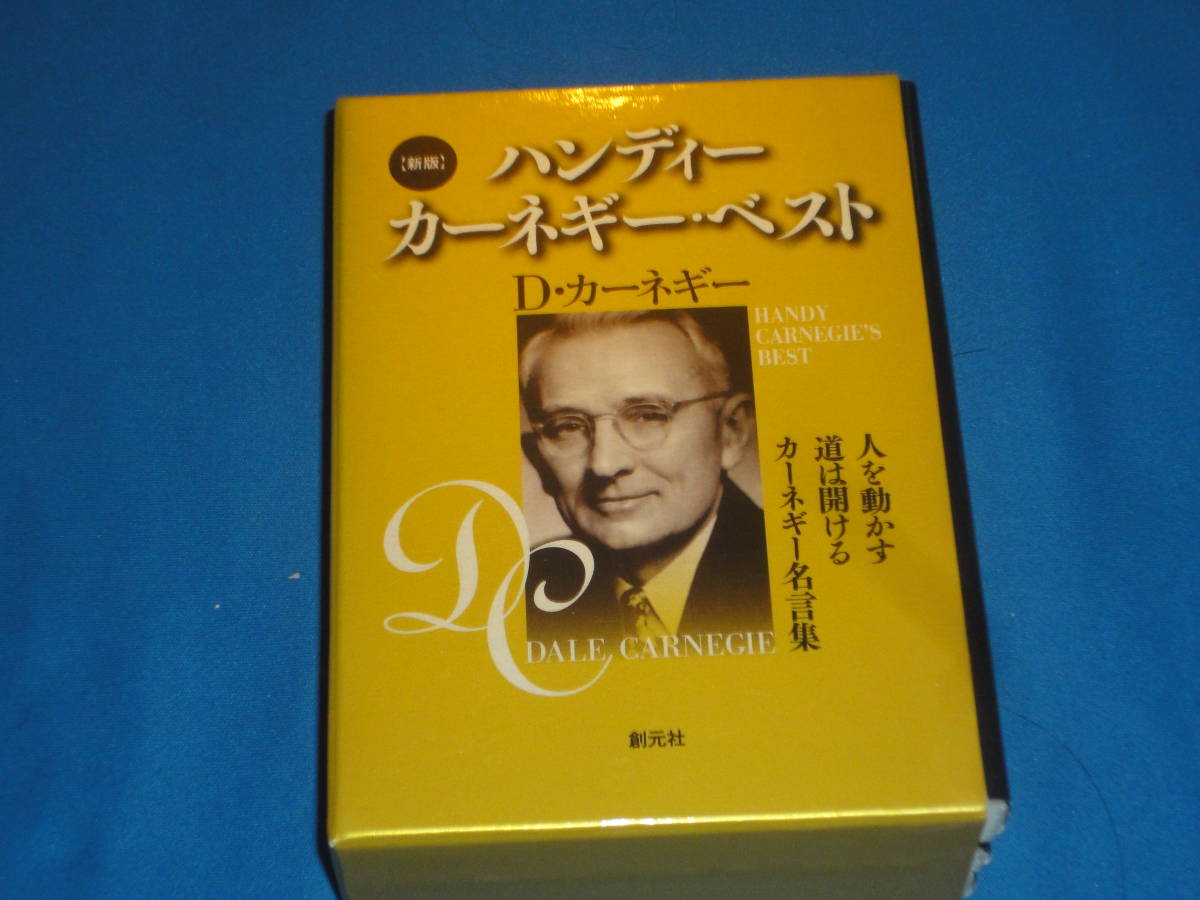 【新版】
ハンディー
カーネギー・ベスト
D・カーネギー
HANDY
CARNEGIE'S
BEST
人を動かす
道は開ける
カーネギー名言集
DC
DALE CARNEGIE
創元社